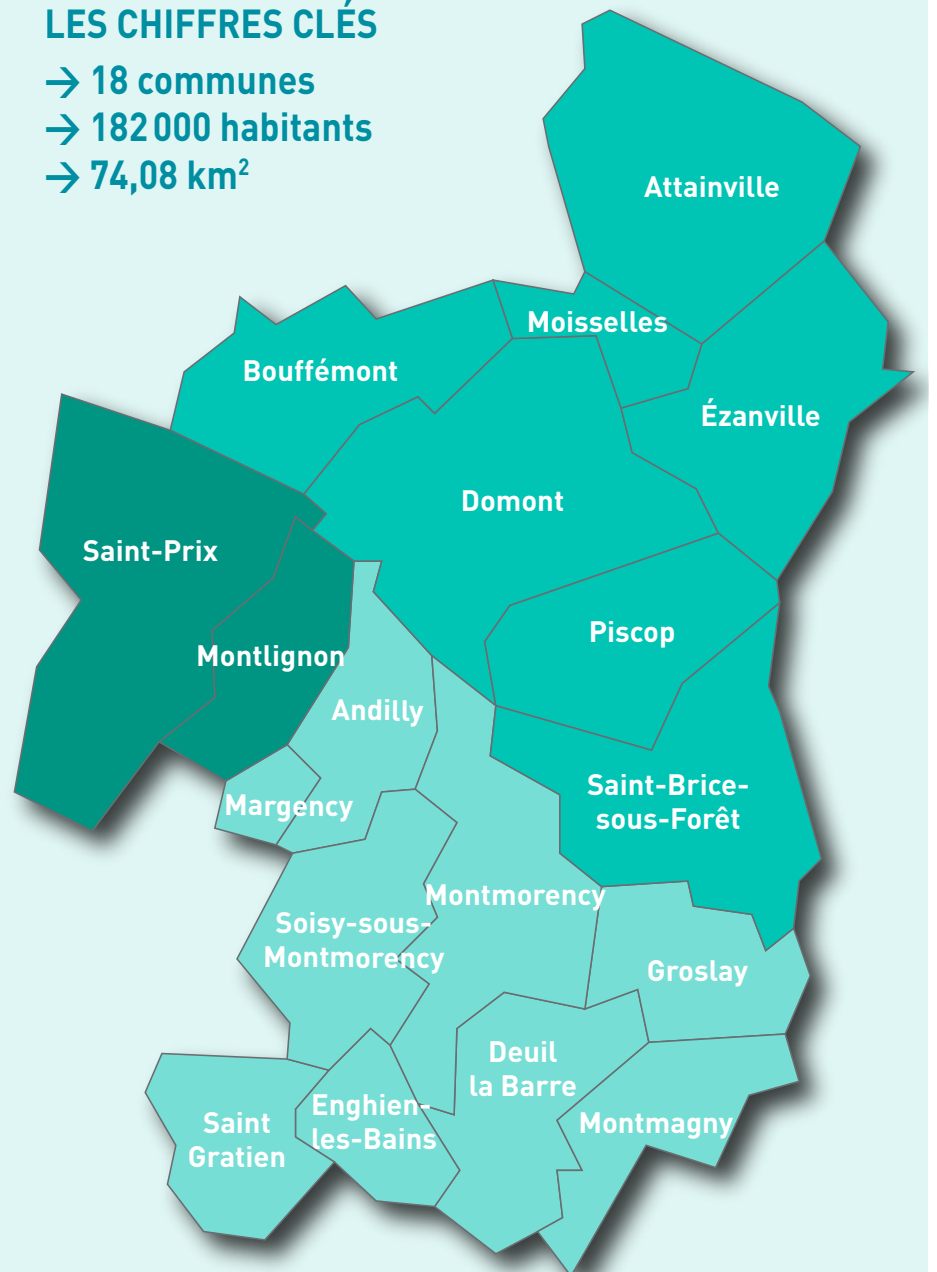 LES CHIFFRES CLÉS
→ 18 communes
→ 182 000 habitants
→ 74,08 km²
Attainville
Moisselles
Bouffémont
Ézanville
Domont
Saint-Prix
Piscop
Montlignon
Andilly
Saint-Brice-
sous-Forêt
Margency
Montmorency
Soisy-sous-
Montmorency
Groslay
Deuil
la Barre
Enghien-
les-Bains
Saint
Gratien
Montmagny